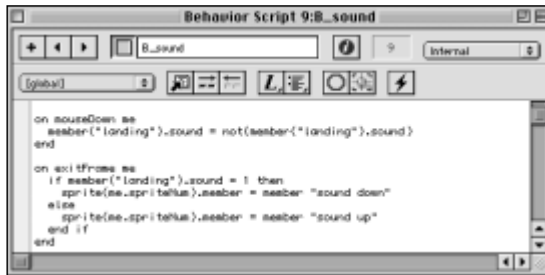 Behavior Script 9:B_sound
B_sound
9
Internal
[global]
on mouseDown me
member("landing").sound = not(member("landing").sound)
end
on exitFrame me
if member("landing").sound = 1 then
sprite(me.spriteNum).member = member "sound down"
else
sprite(me.spriteNum).member = member "sound up"
end if
end